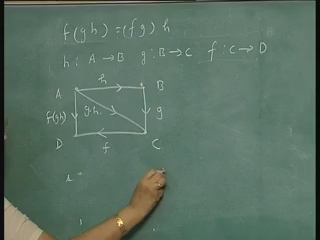 f(gh) = (fg) h
h : A → B g : B → C f : C → D
h
A B
f(gh) gh. g
D C
f